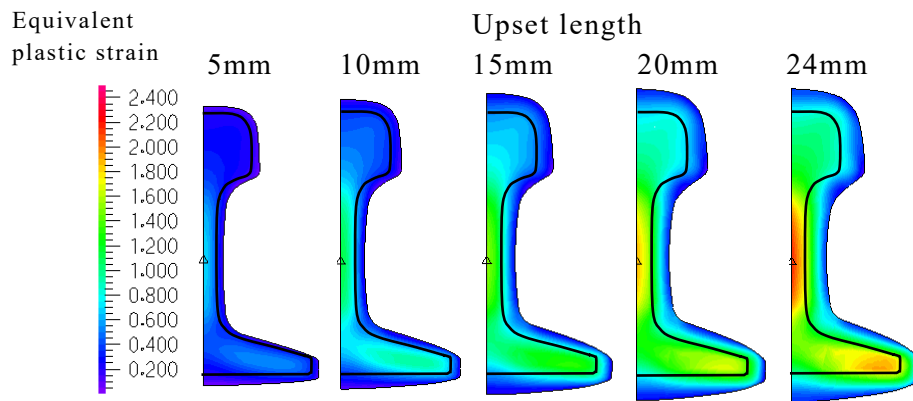 Equivalent
plastic strain
Upset length
5mm
10mm
15mm
20mm
24mm
2.400
2.200
2.000
1.800
1.600
1.400
1.200
1.000
0.800
0.600
0.400
0.200